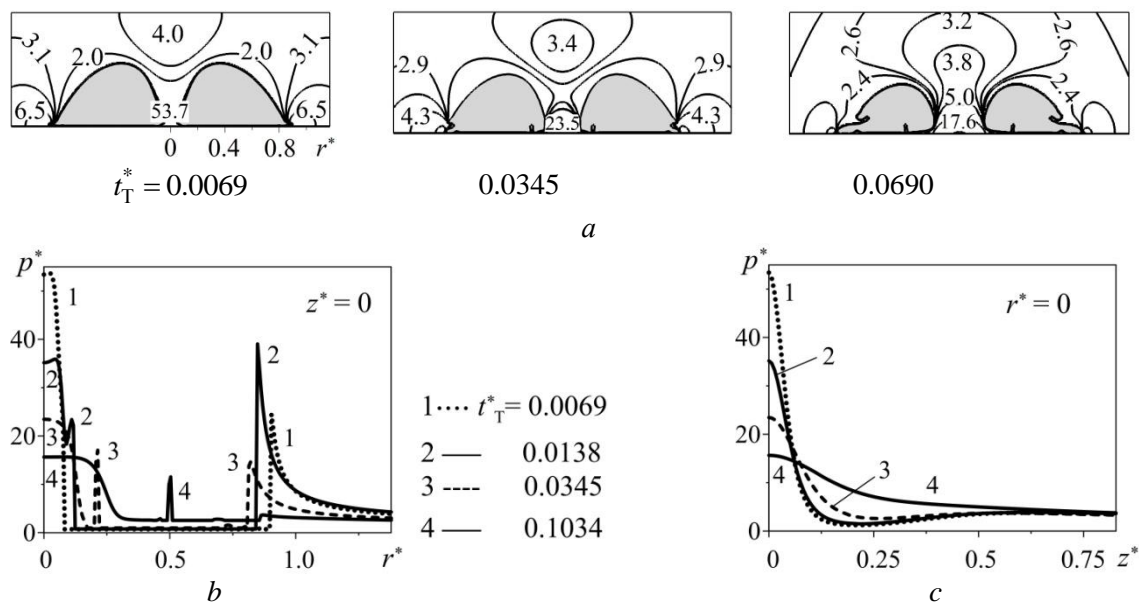 3.1 2.0 4.0 2.0 3.1
6.5 53.7 6.5
0 0.4 0.8 r*
2.9 3.4 2.9
4.3 23.5 4.3
2.6 3.2 2.6
2.4 3.8 2.4
5.0
17.6
t*T = 0.0069 0.0345 0.0690
a
p*
1
z* = 0
40
2 2
2
20
3 3 3 1
4 4
0
0 0.5 1.0 r*
b
1 t*T = 0.0069
2 0.0138
3 0.0345
4 0.1034
p*
1
r* = 0
40
2
20
3
4 4
0
0 0.25 0.50 0.75 z*
c